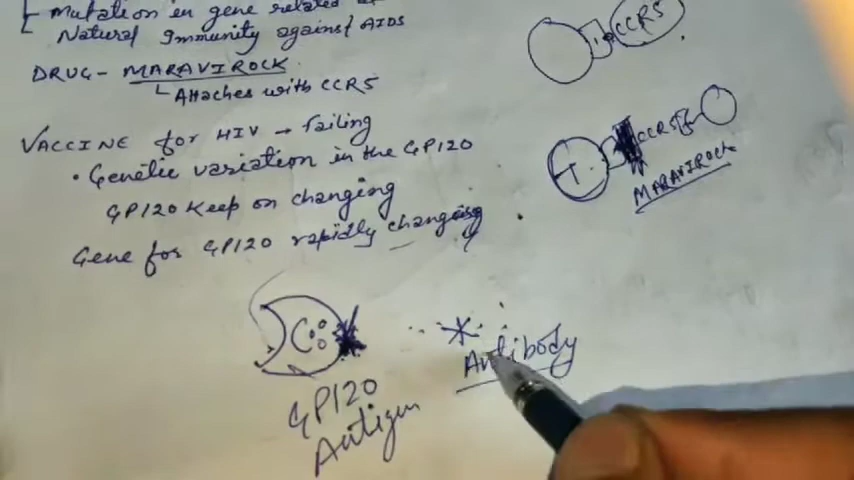 Mutation in gene related
Natural Immunity against AIDS
DRUG- MARAVIROCK
Attaches with CCR5
VACCINE for HIV → failing
• Genetic variation in the GP120
GP120 Keep on changing
Gene for GP120 rapidly changing
CCR5
T
CCR5
MARAVIROCK
GP120
Antigen
Antibody